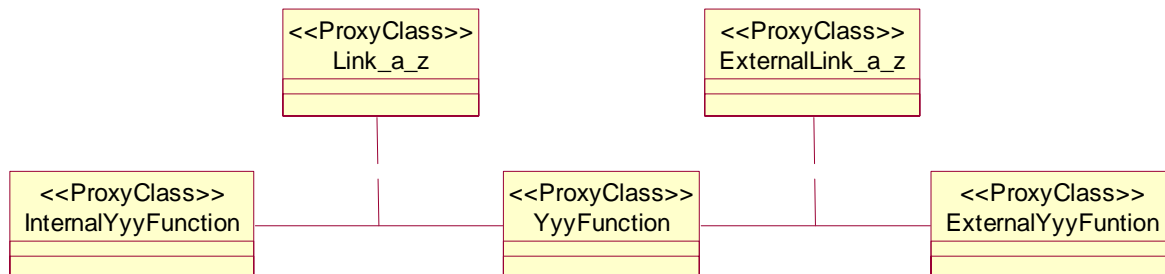 <<ProxyClass>>
Link_a_z
<<ProxyClass>>
ExternalLink_a_z
<<ProxyClass>>
InternalYyyFunction
<<ProxyClass>>
YyyFunction
<<ProxyClass>>
ExternalYyyFuntion